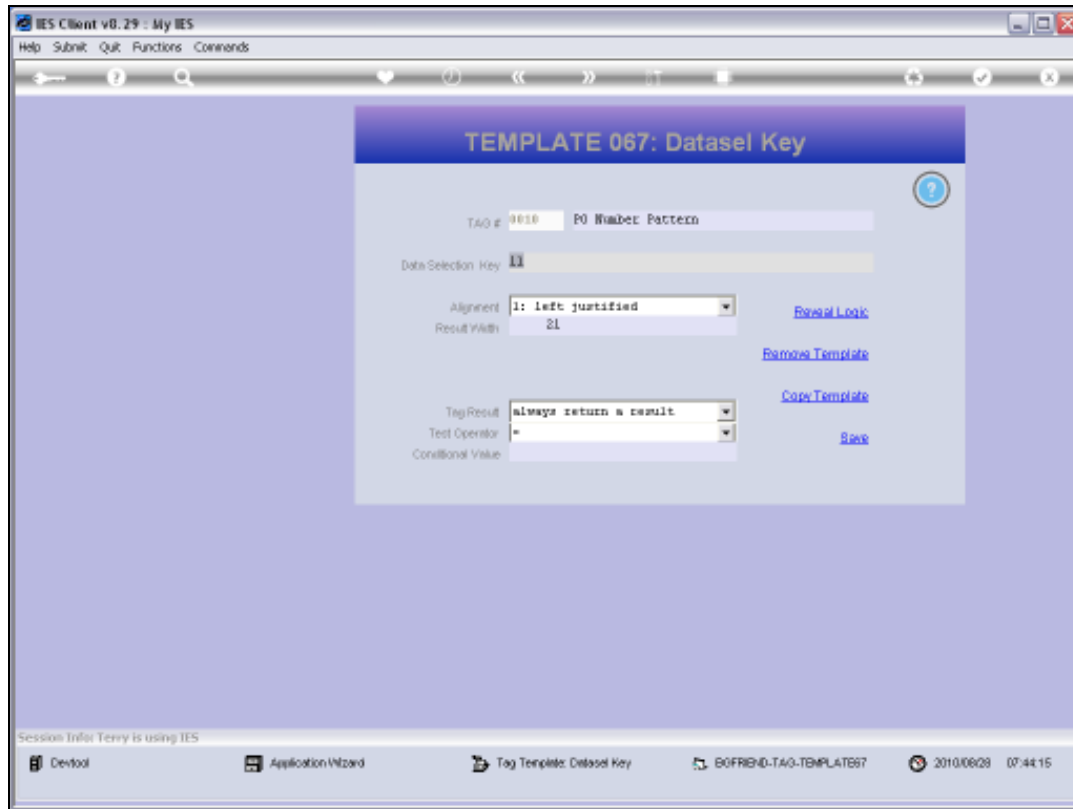 IES Client v8.29 : My IES
Help Submit Quit Functions Commands
TEMPLATE 067: Datasel Key
TAG # 0010 PO Number Pattern
Data Selection Key 11
Alignment 1: left justified
Reveal Logic
Result Width 21
Remove Template
Copy Template
Tag Result always return a result
Test Operator =
Save
Conditional Value
Session Info: Terry is using IES
Devtool Application Wizard Tag Template: Datasel Key BGFRIEND-TAG-TEMPLATE67 2010/08/28 07:44:15